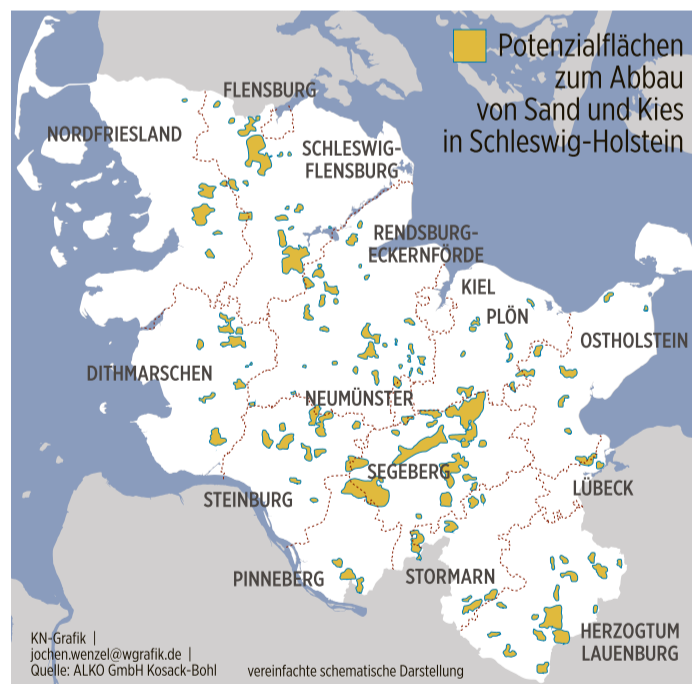 Potenzialflächen
zum Abbau
von Sand und Kies
in Schleswig-Holstein
FLENSBURG
NORDFRIESLAND
SCHLESWIG-
FLENSBURG
RENDSBURG-
ECKERNFÖRDE
KIEL
PLÖN
OSTHOLSTEIN
DITHMARSCHEN
NEUMÜNSTER
SEGEBERG
STEINBURG
LÜBECK
PINNEBERG
STORMARN
HERZOGTUM
LAUENBURG
KN-Grafik |
jochen.wenzel@wgrafik.de |
Quelle: ALKO GmbH Kosack-Bohl
vereinfachte schematische Darstellung